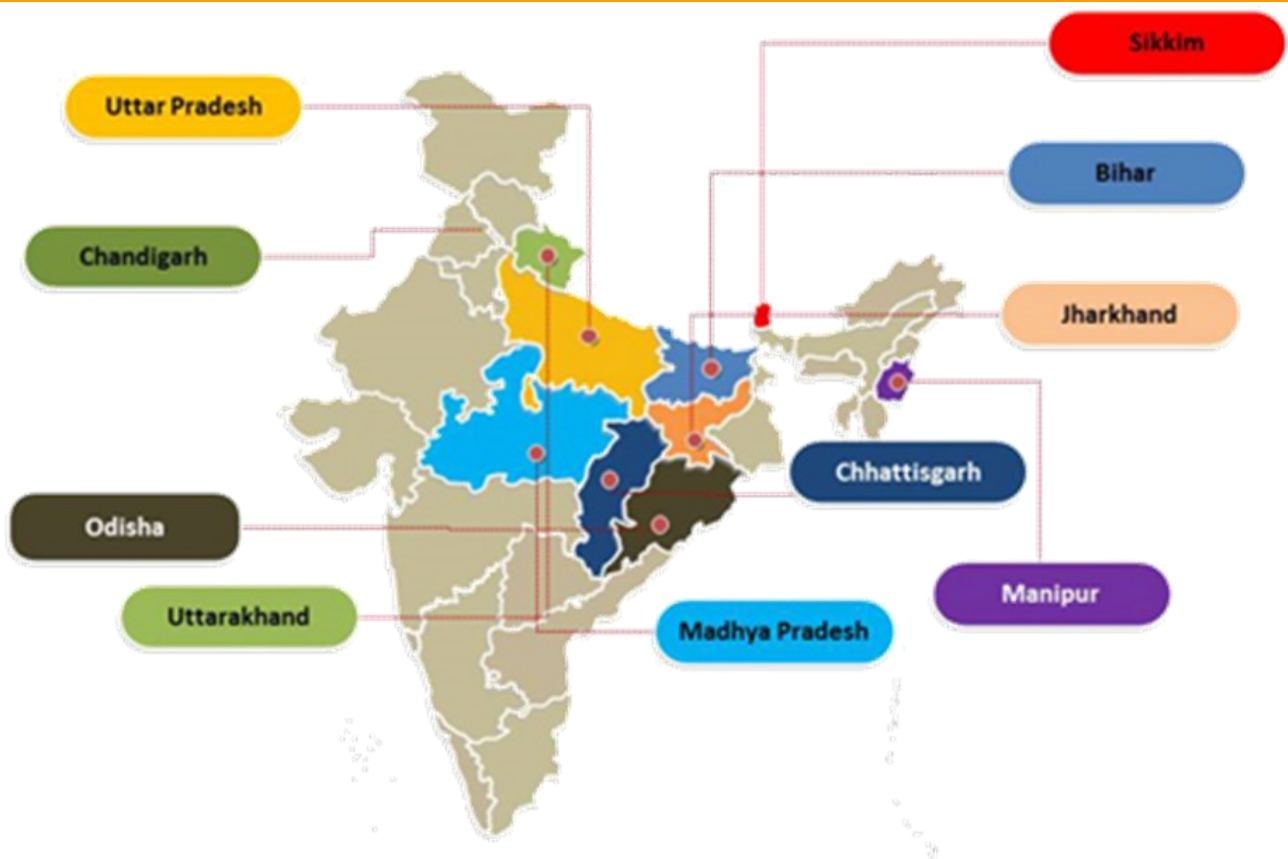 Sikkim
Uttar Pradesh
Bihar
Chandigarh
Jharkhand
Chhattisgarh
Odisha
Manipur
Uttarakhand
Madhya Pradesh